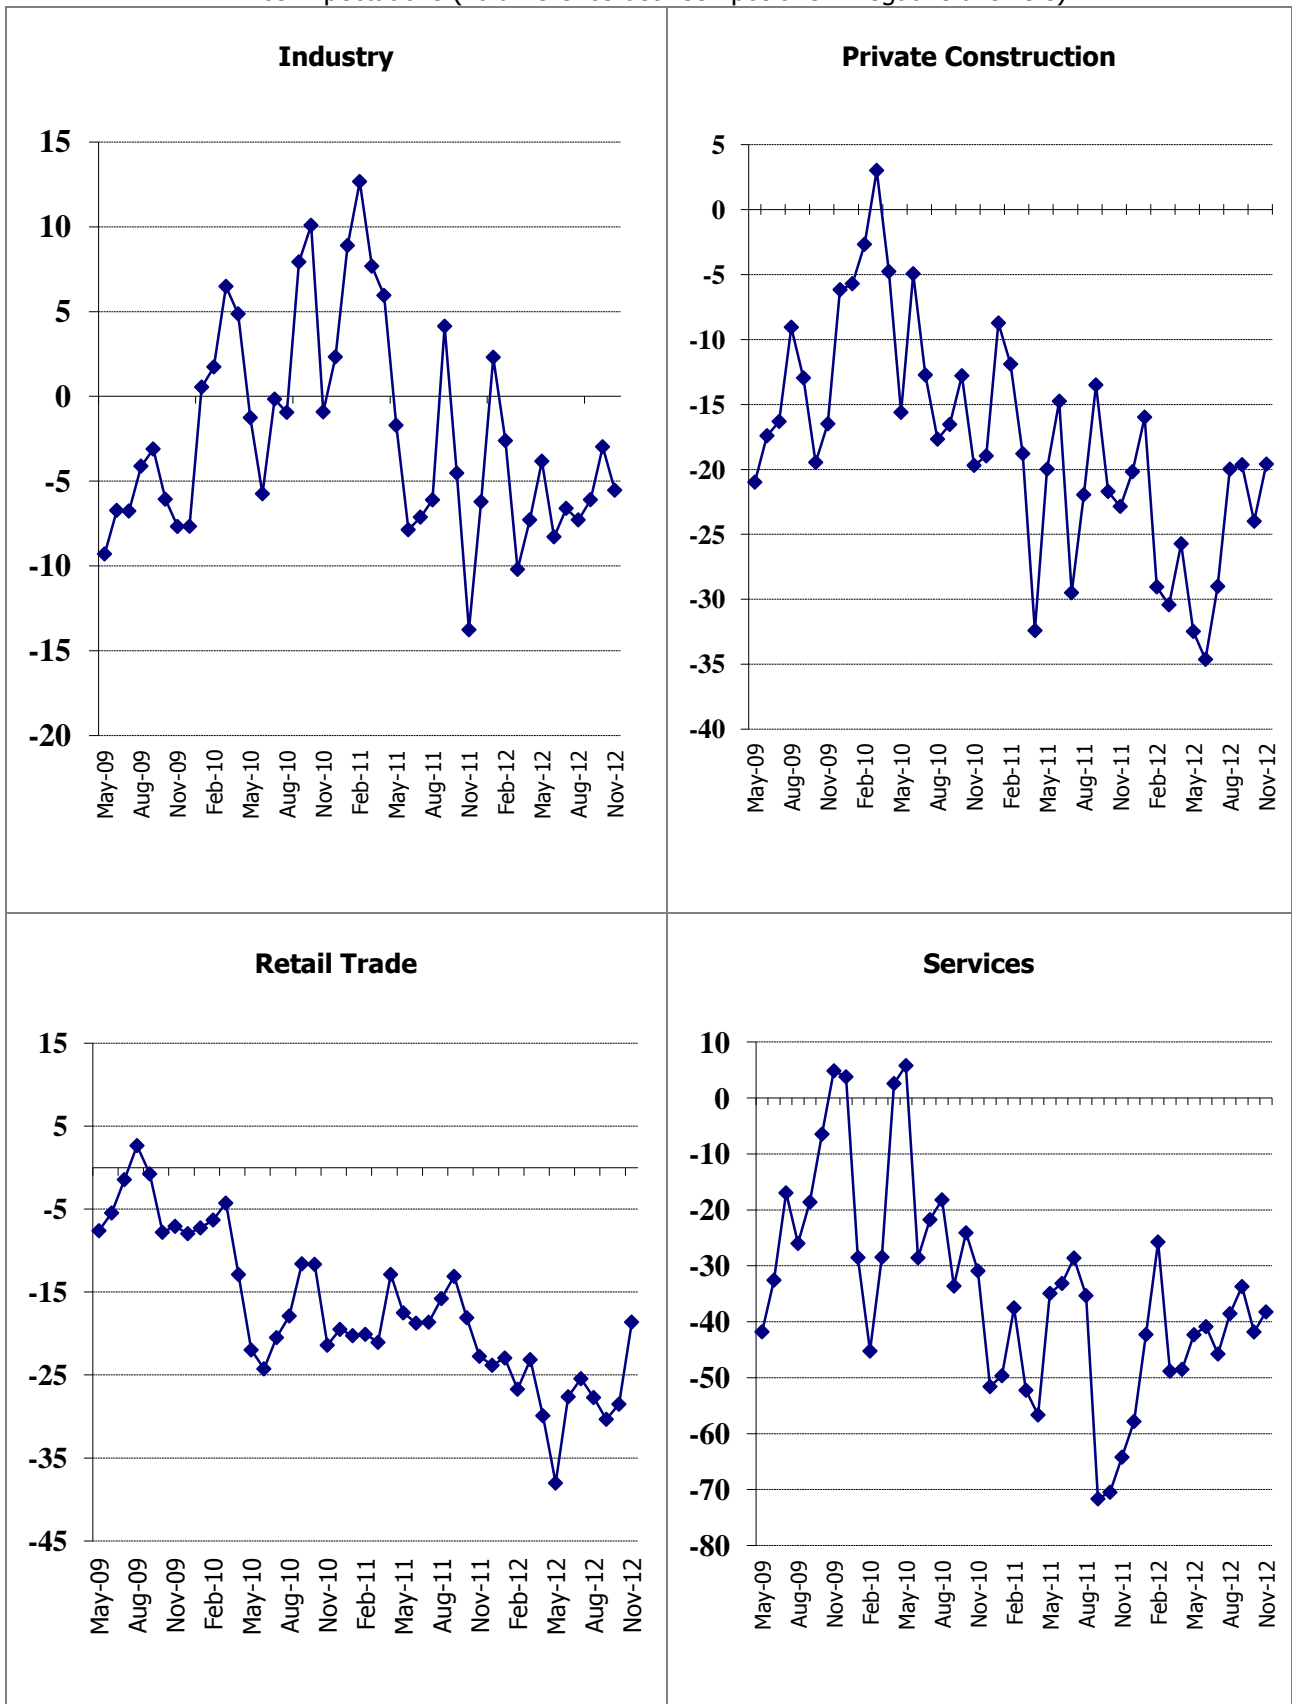 Industry
15
10
5
0
-5
-10
-15
-20
May-09
Aug-09
Nov-09
Feb-10
May-10
Aug-10
Nov-10
Feb-11
May-11
Aug-11
Nov-11
Feb-12
May-12
Aug-12
Nov-12
Private Construction
5
0
-5
-10
-15
-20
-25
-30
-35
-40
May-09
Aug-09
Nov-09
Feb-10
May-10
Aug-10
Nov-10
Feb-11
May-11
Aug-11
Nov-11
Feb-12
May-12
Aug-12
Nov-12
Retail Trade
15
5
-5
-15
-25
-35
-45
May-09
Aug-09
Nov-09
Feb-10
May-10
Aug-10
Nov-10
Feb-11
May-11
Aug-11
Nov-11
Feb-12
May-12
Aug-12
Nov-12
Services
10
0
-10
-20
-30
-40
-50
-60
-70
-80
May-09
Aug-09
Nov-09
Feb-10
May-10
Aug-10
Nov-10
Feb-11
May-11
Aug-11
Nov-11
Feb-12
May-12
Aug-12
Nov-12